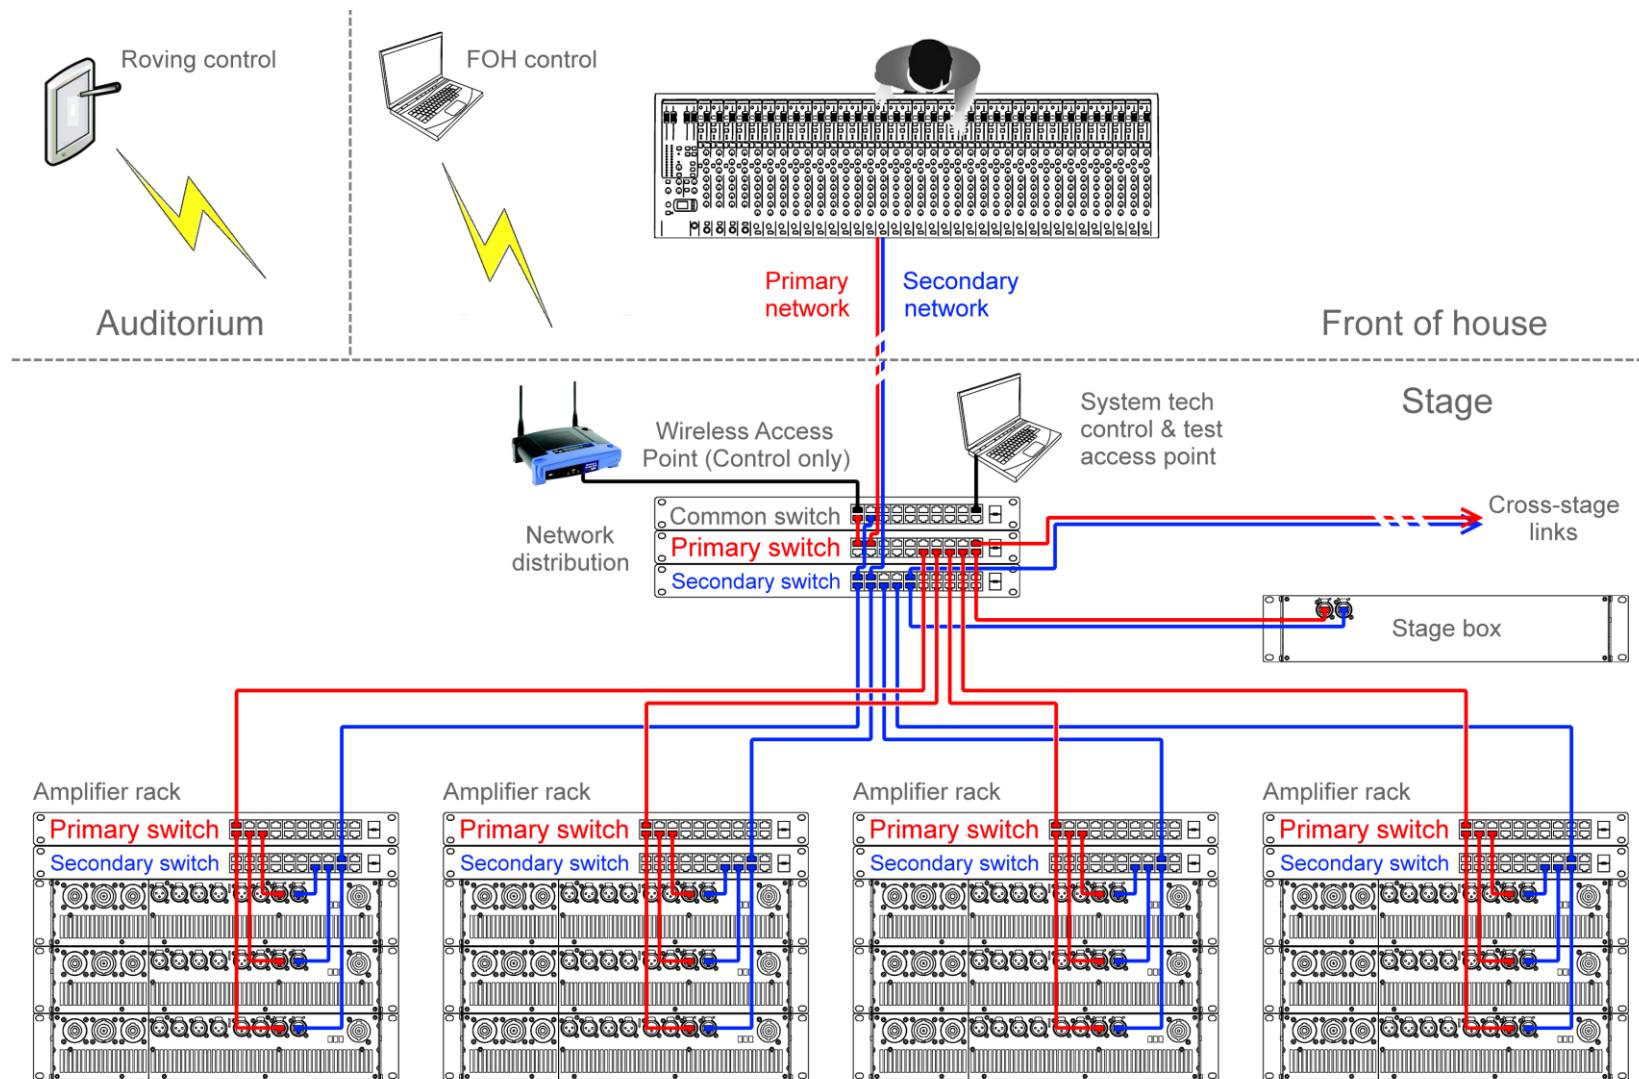 Roving control
FOH control
Primary
network
Secondary
network
Auditorium
Front of house
Stage
Wireless Access
Point (Control only)
System tech
control & test
access point
Network
distribution
Common switch
Primary switch
Secondary switch
Cross-stage
links
Stage box
Amplifier rack
Primary switch
Secondary switch
Amplifier rack
Primary switch
Secondary switch
Amplifier rack
Primary switch
Secondary switch
Amplifier rack
Primary switch
Secondary switch